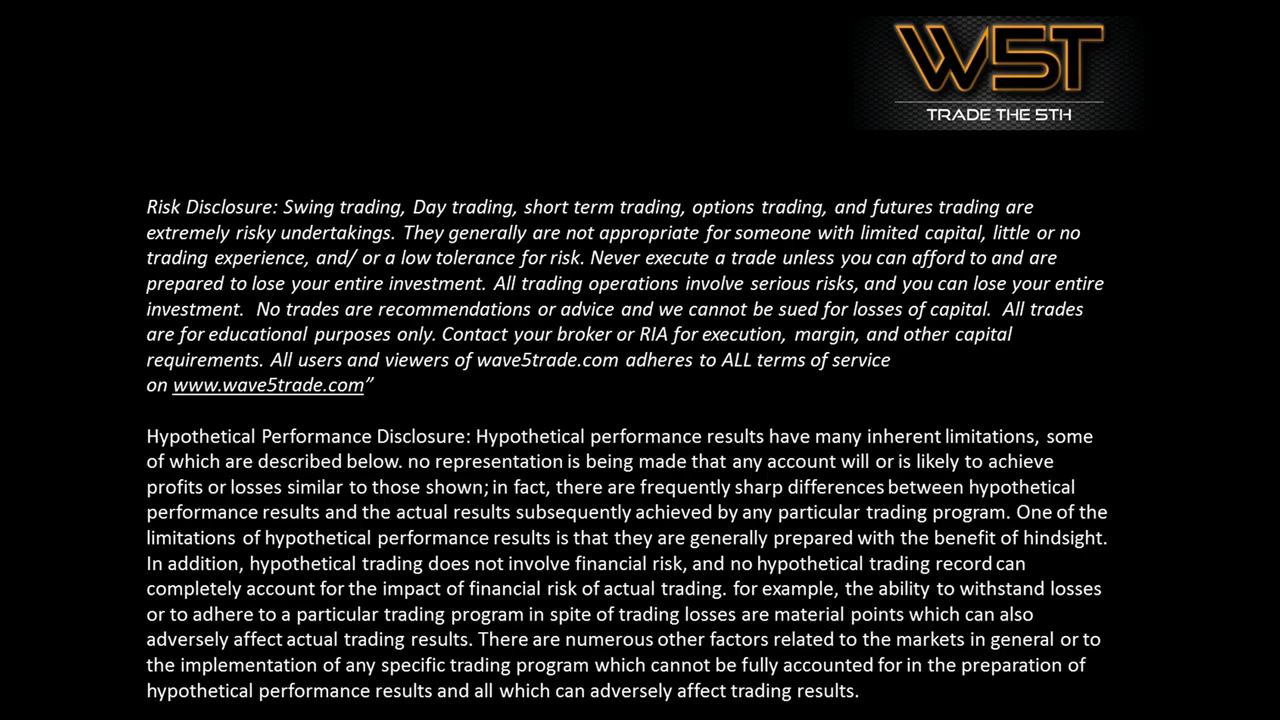 W5T
TRADE THE 5TH
Risk Disclosure: Swing trading, Day trading, short term trading, options trading, and futures trading are
extremely risky undertakings. They generally are not appropriate for someone with limited capital, little or no
trading experience, and/ or a low tolerance for risk. Never execute a trade unless you can afford to and are
prepared to lose your entire investment. All trading operations involve serious risks, and you can lose your entire
investment. No trades are recommendations or advice and we cannot be sued for losses of capital. All trades
are for educational purposes only. Contact your broker or RIA for execution, margin, and other capital
requirements. All users and viewers of wave5trade.com adheres to ALL terms of service
on www.wave5trade.com”
Hypothetical Performance Disclosure: Hypothetical performance results have many inherent limitations, some
of which are described below. no representation is being made that any account will or is likely to achieve
profits or losses similar to those shown; in fact, there are frequently sharp differences between hypothetical
performance results and the actual results subsequently achieved by any particular trading program. One of the
limitations of hypothetical performance results is that they are generally prepared with the benefit of hindsight.
In addition, hypothetical trading does not involve financial risk, and no hypothetical trading record can
completely account for the impact of financial risk of actual trading. for example, the ability to withstand losses
or to adhere to a particular trading program in spite of trading losses are material points which can also
adversely affect actual trading results. There are numerous other factors related to the markets in general or to
the implementation of any specific trading program which cannot be fully accounted for in the preparation of
hypothetical performance results and all which can adversely affect trading results.